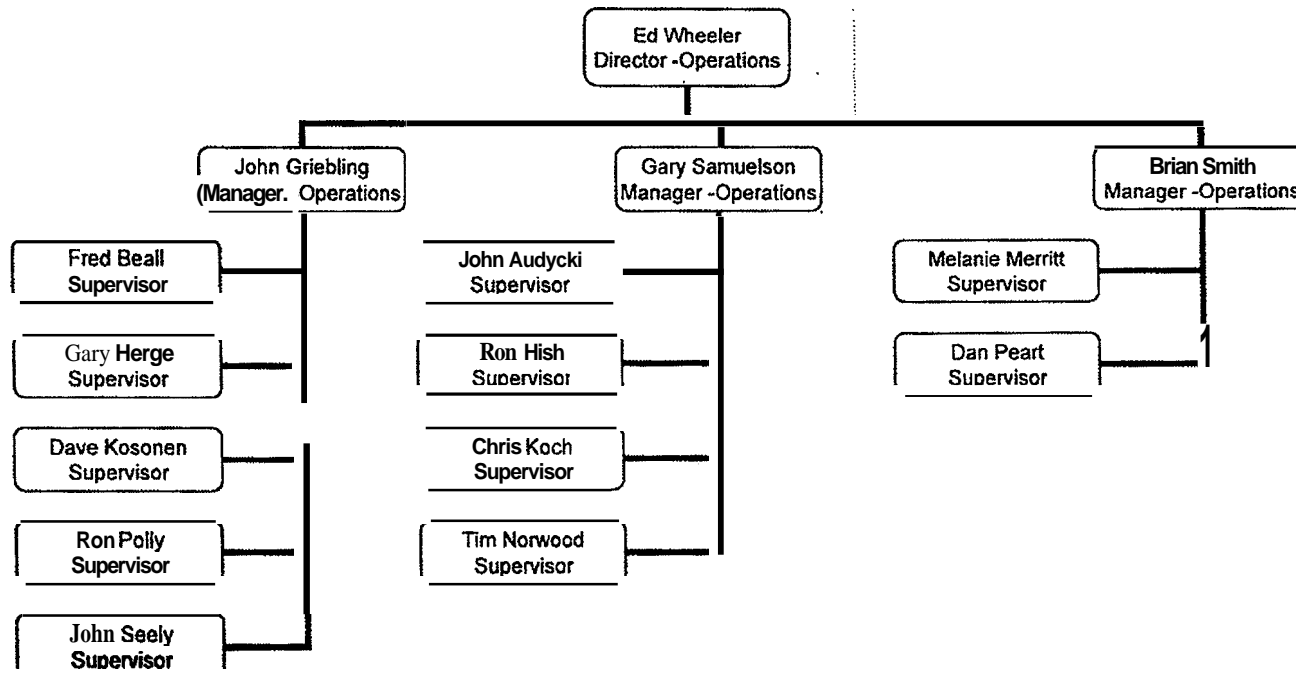 Ed Wheeler
Director -Operations
John Griebling
(Manager. Operations
Gary Samuelson
Manager -Operations
Brian Smith
Manager -Operations
Fred Beall
Supervisor
Gary Herge
Supervisor
Dave Kosonen
Supervisor
Ron Polly
Supervisor
John Seely
Supervisor
John Audycki
Supervisor
Ron Hish
Supervisor
Chris Koch
Supervisor
Tim Norwood
Supervisor
Melanie Merritt
Supervisor
Dan Peart
Supervisor